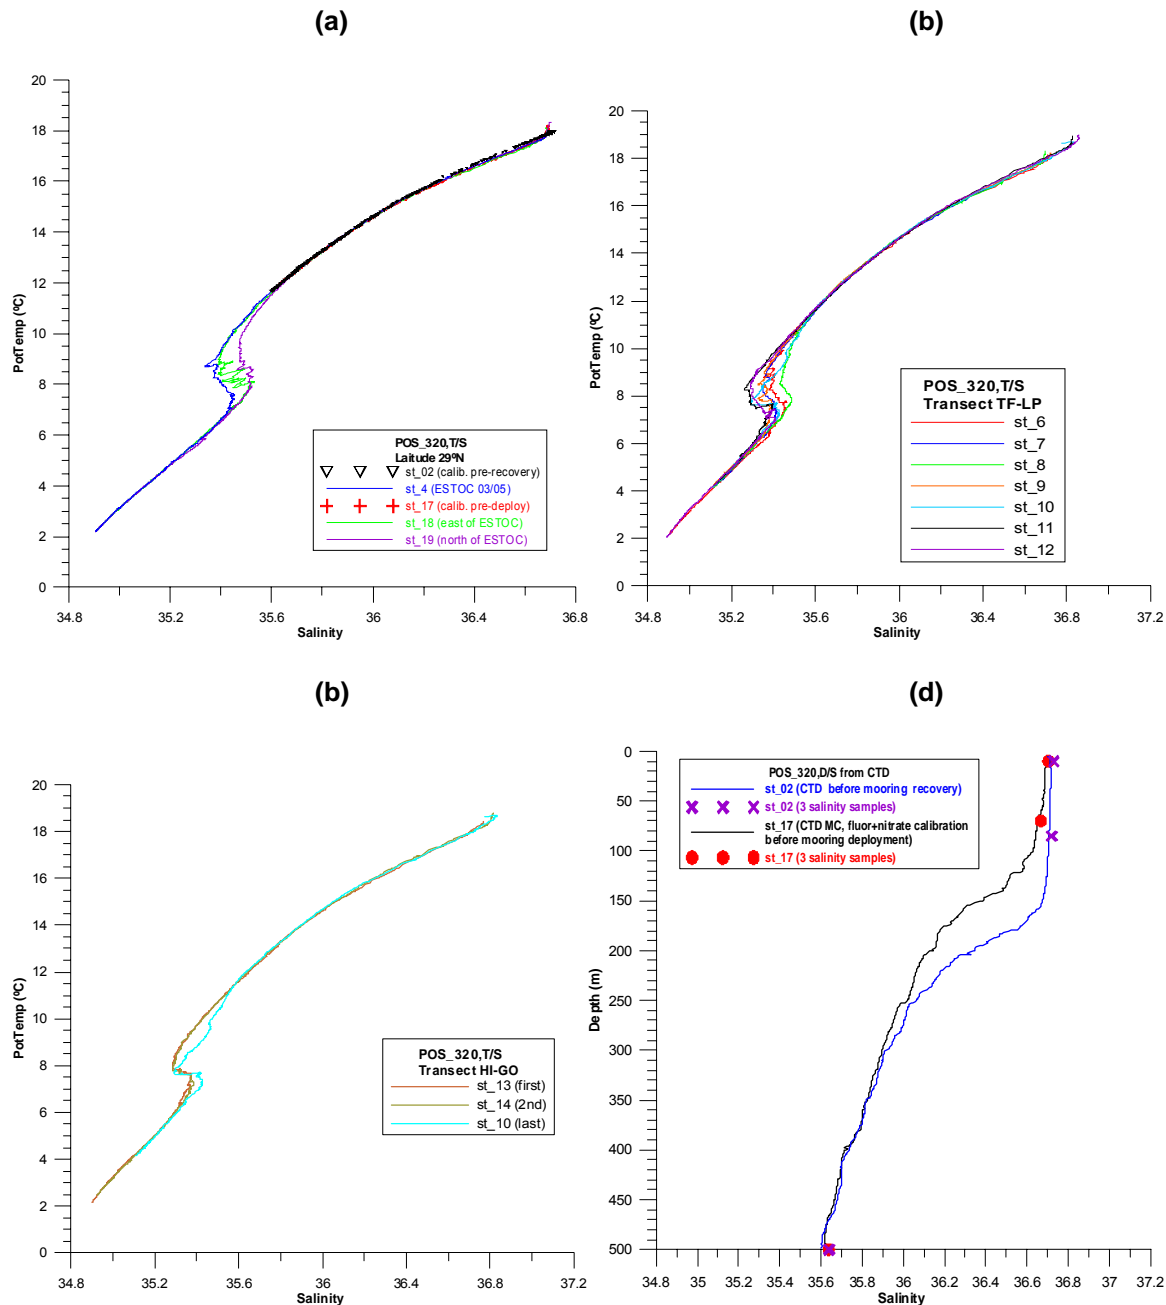 (a)
20
18
16
14
12
10
8
6
4
2
0
PotTemp (ºC)
34.8 35.2 35.6 36 36.4 36.8
Salinity
POS_320,T/S
Laitude 29ºN
st_02 (calib. pre-recovery)
st_4 (ESTOC 03/05)
st_17 (calib. pre-deploy)
st_18 (east of ESTOC)
st_19 (north of ESTOC)
(b)
20
18
16
14
12
10
8
6
4
2
0
PotTemp (ºC)
34.8 35.2 35.6 36 36.4 36.8 37.2
Salinity
POS_320,T/S
Transect TF-LP
st_6
st_7
st_8
st_9
st_10
st_11
st_12
(b)
20
18
16
14
12
10
8
6
4
2
0
PotTemp (ºC)
34.8 35.2 35.6 36 36.4 36.8 37.2
Salinity
POS_320,T/S
Transect HI-GO
st_13 (first)
st_14 (2nd)
st_10 (last)
(d)
0
50
100
150
200
250
300
350
400
450
500
Depth (m)
34.8 35 35.2 35.4 35.6 35.8 36 36.2 36.4 36.6 36.8 37 37.2
Salinity
POS_320,D/S from CTD
st_02 (CTD before mooring recovery)
st_02 (3 salinity samples)
st_17 (CTD MC, fluor+nitrate calibration
before mooring deployment)
st_17 (3 salinity samples)